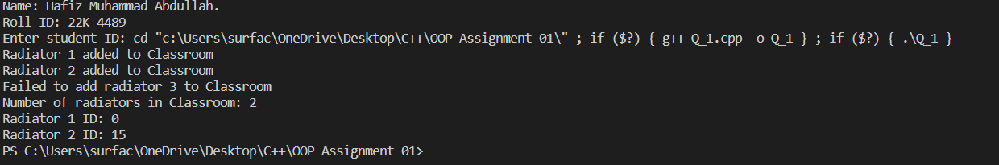 Name: Hafiz Muhammad Abdullah.
Roll ID: 22K-4489
Enter student ID: cd "c:\Users\surfac\OneDrive\Desktop\C++\OOP Assignment 01\" ; if ($?) { g++ Q_1.cpp -o Q_1 } ; if ($?) { .\Q_1 }
Radiator 1 added to Classroom
Radiator 2 added to Classroom
Failed to add radiator 3 to Classroom
Number of radiators in Classroom: 2
Radiator 1 ID: 0
Radiator 2 ID: 15
PS C:\Users\surfac\OneDrive\Desktop\C++\OOP Assignment 01>